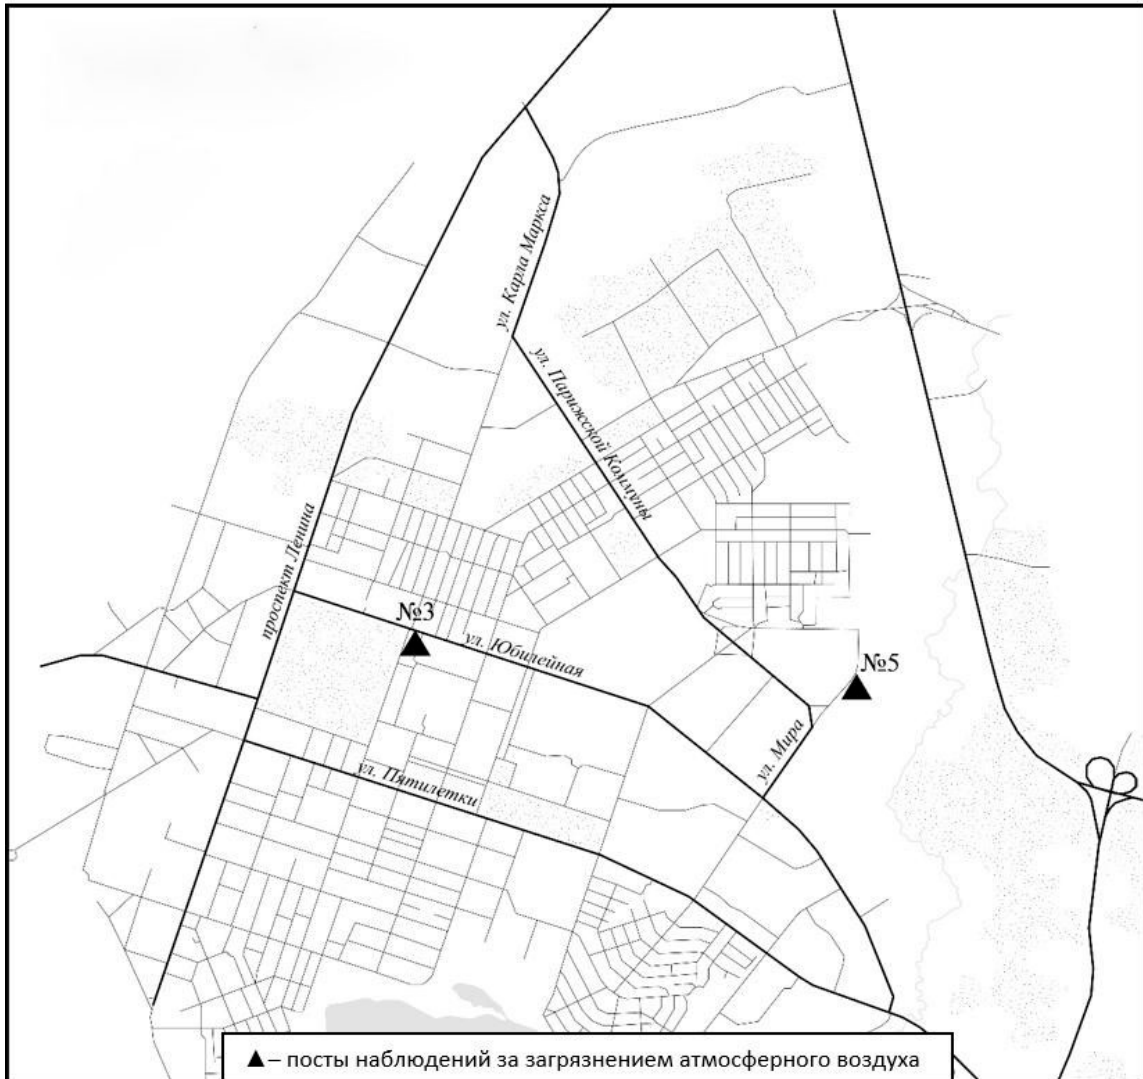 ул. Карла Маркса
ул. Парижской Коммуны
проспект Ленина
№3
ул. Юбилейная
№5
ул. Мира
ул. Пятилетки
▲ – посты наблюдений за загрязнением атмосферного воздуха